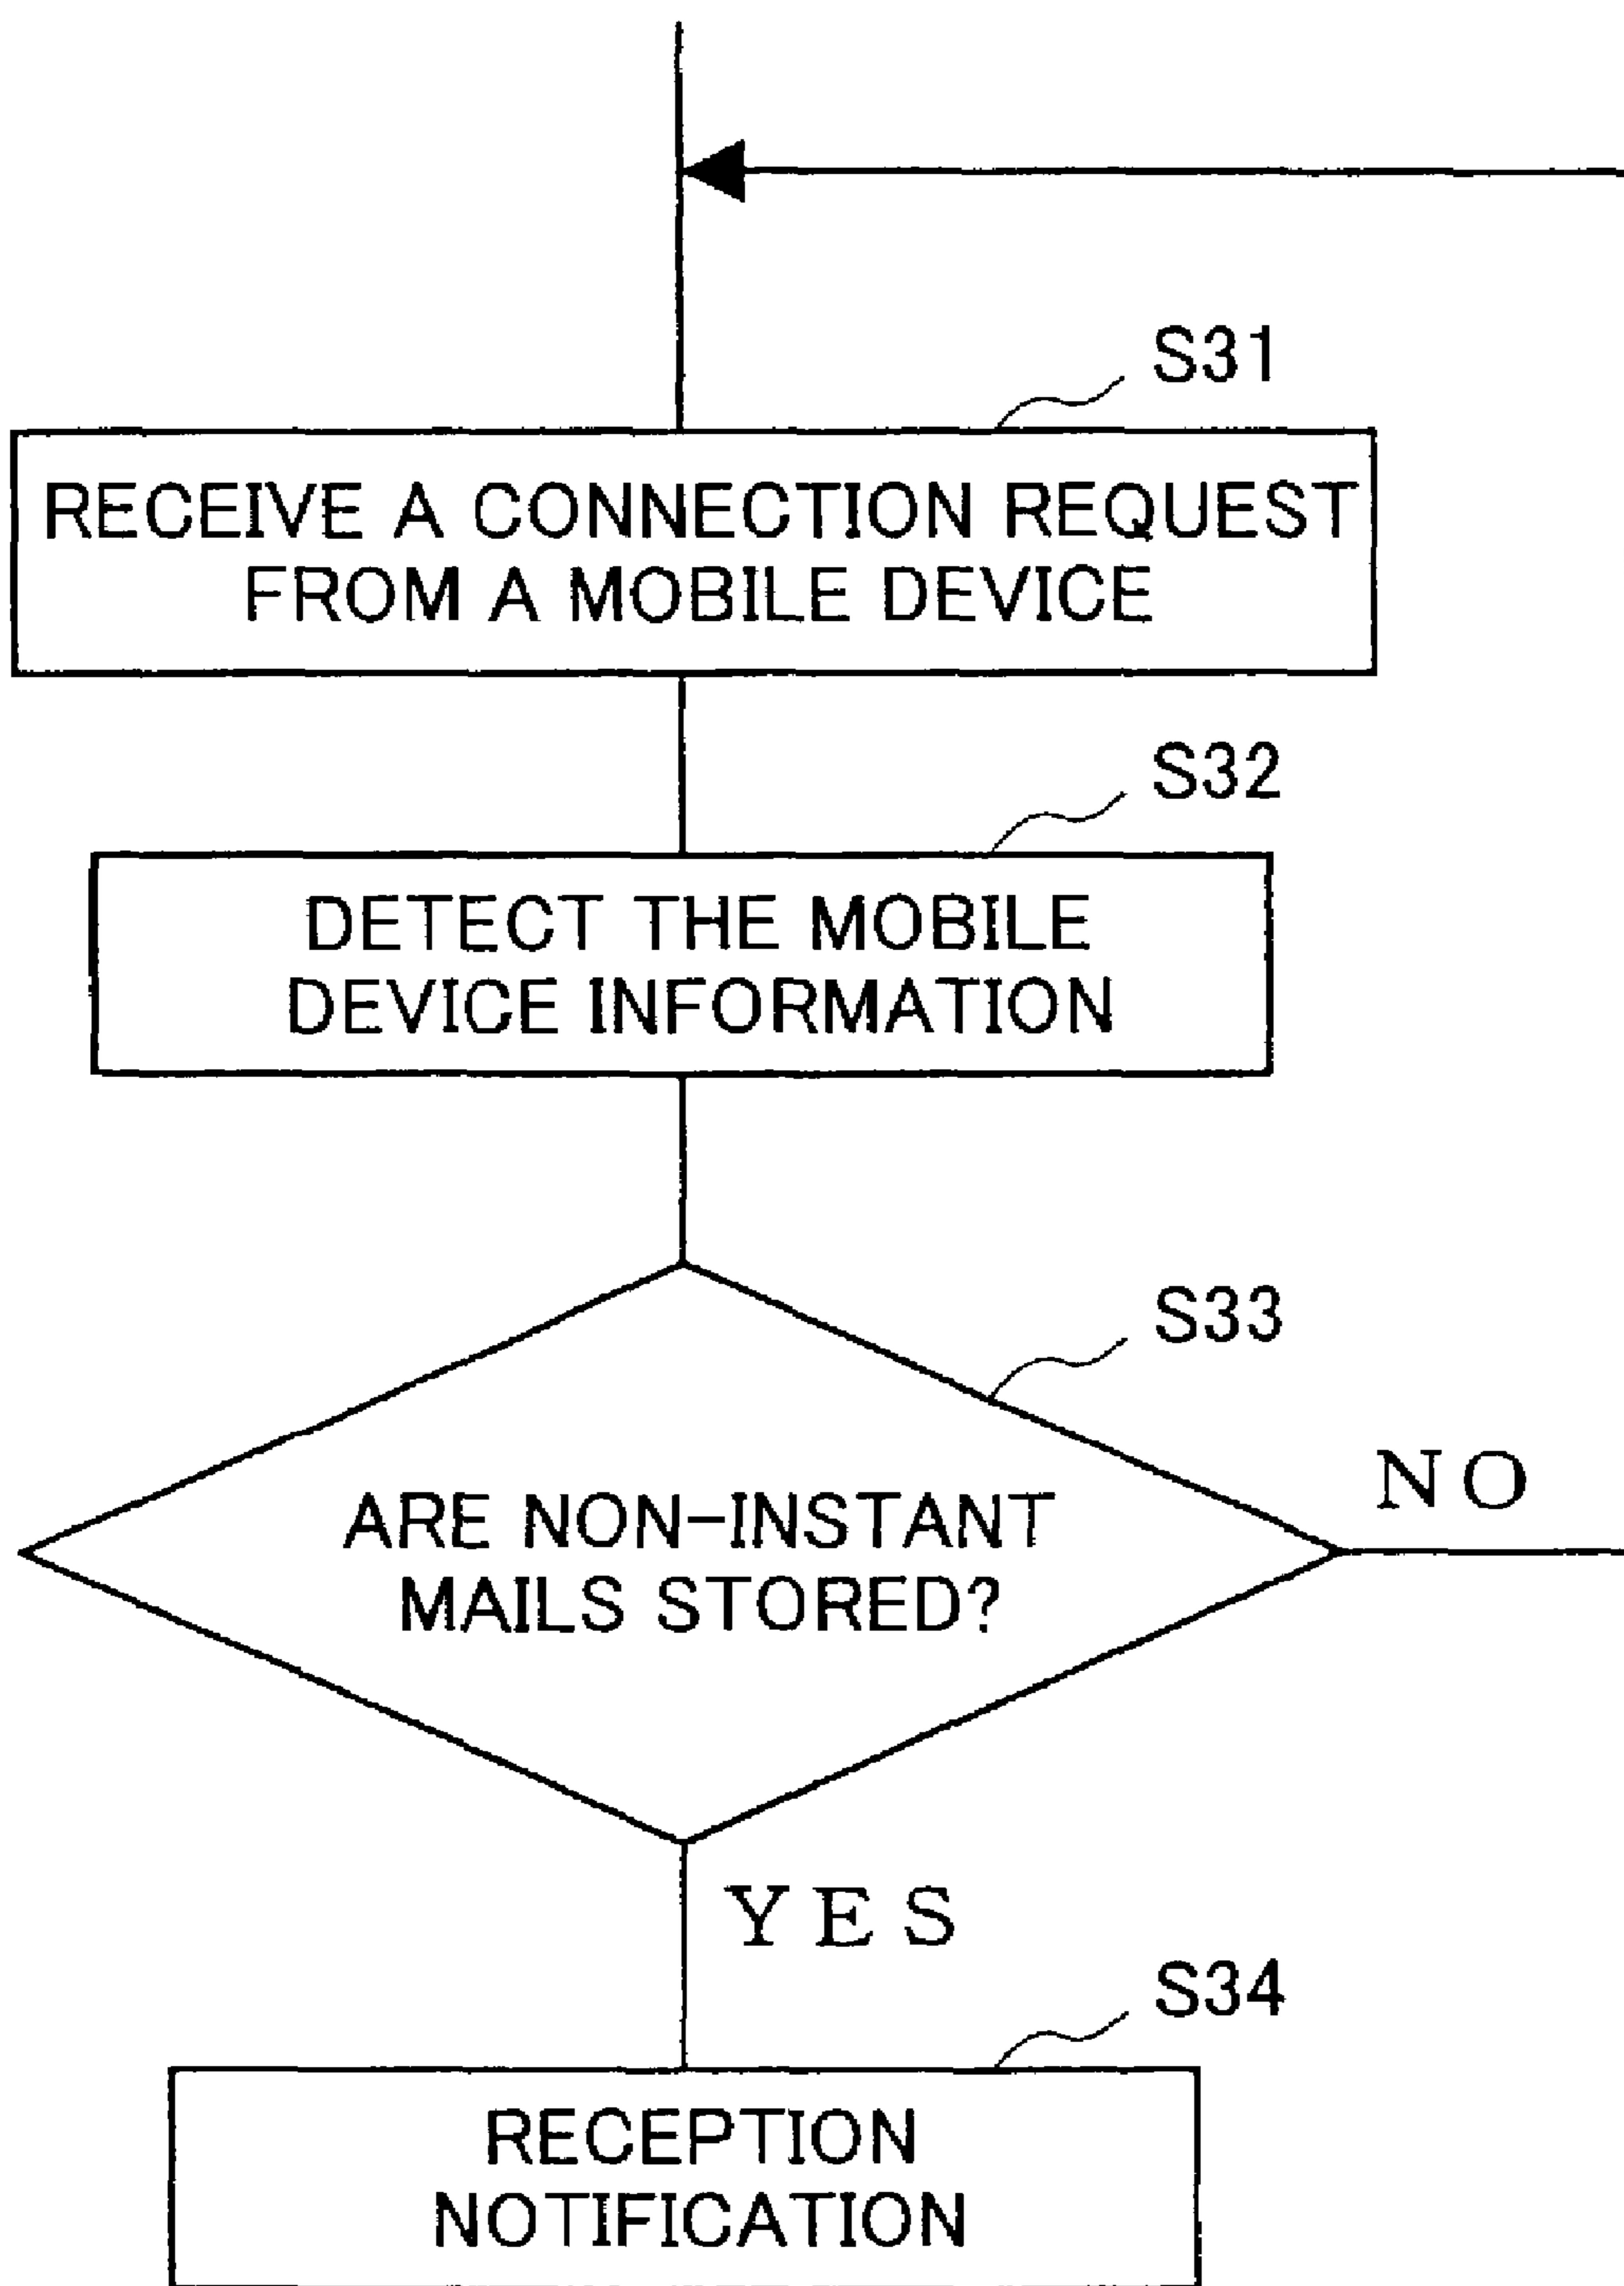 S31
RECEIVE A CONNECTION REQUEST
FROM A MOBILE DEVICE
S32
DETECT THE MOBILE
DEVICE INFORMATION
S33
ARE NON-INSTANT
MAILS STORED?
NO
YES
S34
RECEPTION
NOTIFICATION